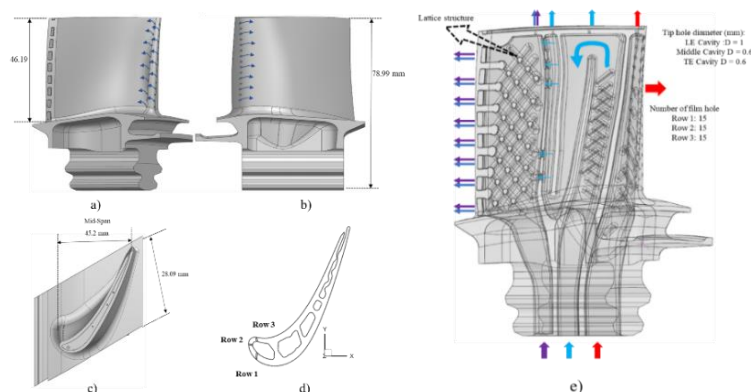 46.19
78.99 mm
a)
b)
Mid-Span
43.2 mm
28.09 mm
c)
Row 3
Row 2
Row 1
Y
Z
X
d)
Lattice structure
Tip hole diameter (mm):
LE Cavity :D = 1
Middle Cavity D = 0.6
TE Cavity D = 0.6
Number of film hole
Row 1: 15
Row 2: 15
Row 3: 15
e)